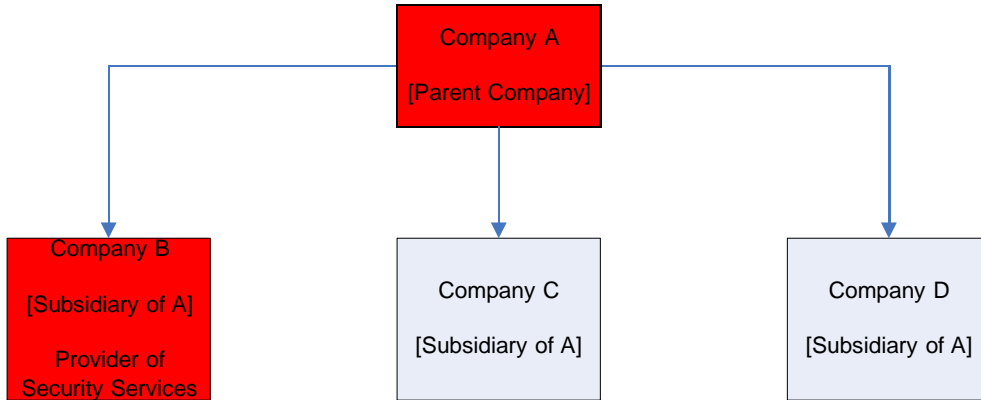 Company A
[Parent Company]
Company B
[Subsidiary of A]
Provider of
Security Services
Company C
[Subsidiary of A]
Company D
[Subsidiary of A]